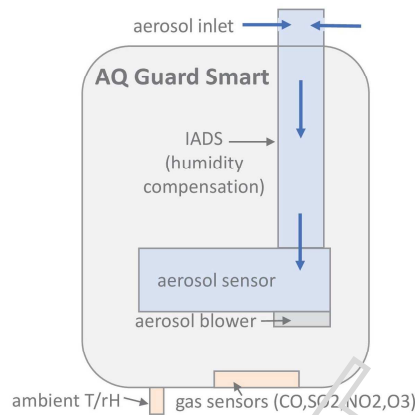 aerosol inlet
AQ Guard Smart
IADS
(humidity
compensation)
aerosol sensor
aerosol blower
ambient T/rH
gas sensors (CO,SO2,NO2,O3)